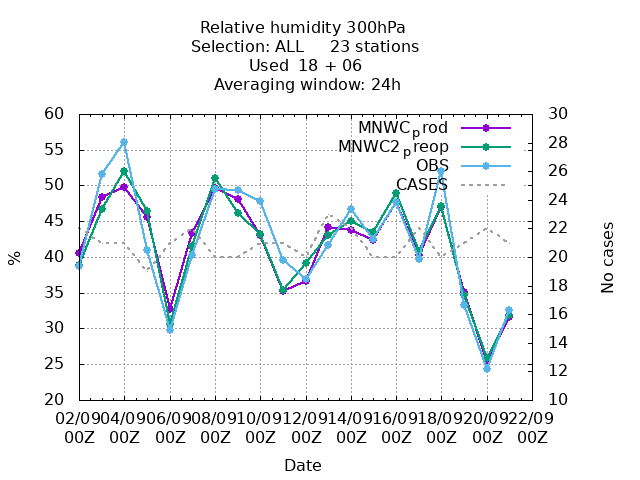 Relative humidity 300hPa
Selection: ALL     23 stations
Used  18 + 06
Averaging window: 24h
60 30
55 28
50 26
45 24
40 22
35 20
30 18
25 16
20 14
12
10
MNWCprod
MNWC2preop
OBS
CASES
%
No cases
02/09 04/09 06/09 08/09 10/09 12/09 14/09 16/09 18/09 20/09 22/09
00Z 00Z 00Z 00Z 00Z 00Z 00Z 00Z 00Z 00Z 00Z
Date